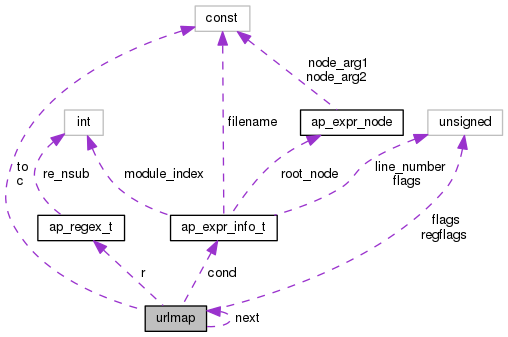 const
node_arg1
node_arg2
int
filename
ap_expr_node
unsigned
to
c
re_nsub
module_index
root_node
line_number
flags
ap_regex_t
ap_expr_info_t
flags
regflags
r
cond
urlmap
next